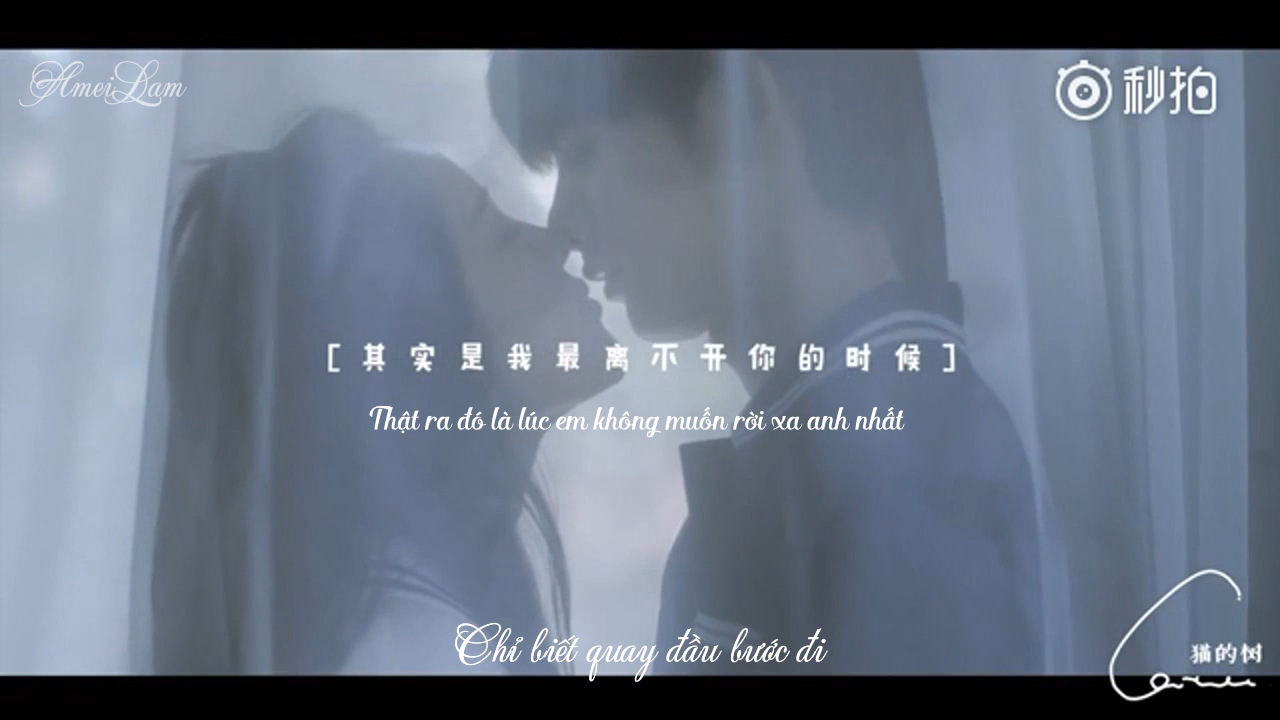 AmeiLam
秒拍
[其实是我最离不开你的时候]
Thật ra đó là lúc em không muốn rời xa anh nhất
Chỉ biết quay đầu bước đi
猫的树